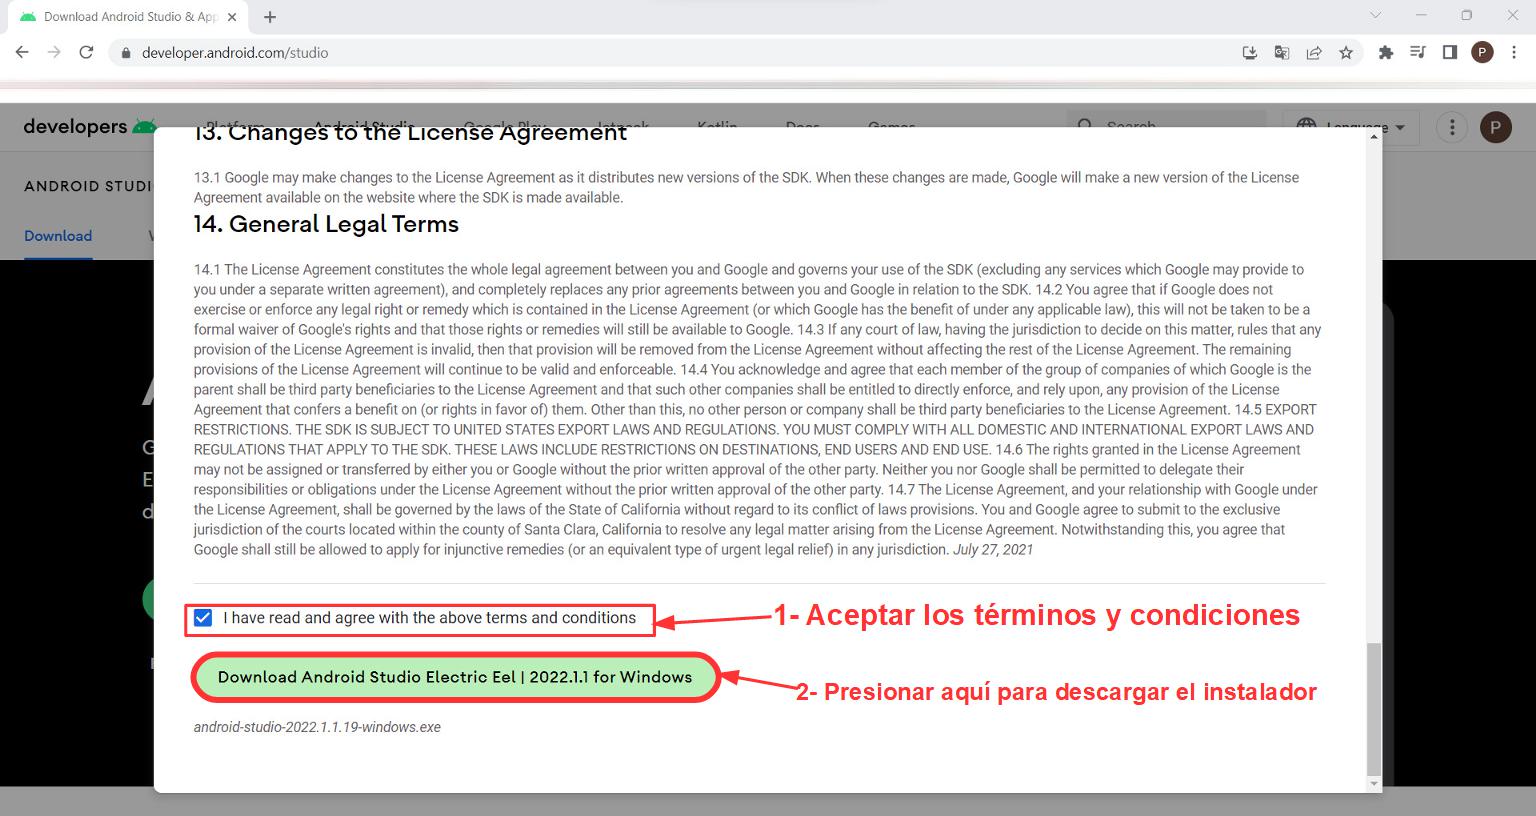 Download Android Studio & App
developer.android.com/studio
P
developers
Platform Android Studio Google Play Jetpack Kotlin Docs Games
Search
Language
P
ANDROID STUDI
Download
13. Changes to the License Agreement
13.1 Google may make changes to the License Agreement as it distributes new versions of the SDK. When these changes are made, Google will make a new version of the License
Agreement available on the website where the SDK is made available.
14. General Legal Terms
14.1 The License Agreement constitutes the whole legal agreement between you and Google and governs your use of the SDK (excluding any services which Google may provide to
you under a separate written agreement), and completely replaces any prior agreements between you and Google in relation to the SDK. 14.2 You agree that if Google does not
exercise or enforce any legal right or remedy which is contained in the License Agreement (or which Google has the benefit of under any applicable law), this will not be taken to be a
formal waiver of Google's rights and that those rights or remedies will still be available to Google. 14.3 If any court of law, having the jurisdiction to decide on this matter, rules that any
provision of the License Agreement is invalid, then that provision will be removed from the License Agreement without affecting the rest of the License Agreement. The remaining
provisions of the License Agreement will continue to be valid and enforceable. 14.4 You acknowledge and agree that each member of the group of companies of which Google is the
parent shall be third party beneficiaries to the License Agreement and that such other companies shall be entitled to directly enforce, and rely upon, any provision of the License
Agreement that confers a benefit on (or rights in favor of) them. Other than this, no other person or company shall be third party beneficiaries to the License Agreement. 14.5 EXPORT
RESTRICTIONS. THE SDK IS SUBJECT TO UNITED STATES EXPORT LAWS AND REGULATIONS. YOU MUST COMPLY WITH ALL DOMESTIC AND INTERNATIONAL EXPORT LAWS AND
REGULATIONS THAT APPLY TO THE SDK. THESE LAWS INCLUDE RESTRICTIONS ON DESTINATIONS, END USERS AND END USE. 14.6 The rights granted in the License Agreement
may not be assigned or transferred by either you or Google without the prior written approval of the other party. Neither you nor Google shall be permitted to delegate their
responsibilities or obligations under the License Agreement without the prior written approval of the other party. 14.7 The License Agreement, and your relationship with Google under
the License Agreement, shall be governed by the laws of the State of California without regard to its conflict of laws provisions. You and Google agree to submit to the exclusive
jurisdiction of the courts located within the county of Santa Clara, California to resolve any legal matter arising from the License Agreement. Notwithstanding this, you agree that
Google shall still be allowed to apply for injunctive remedies (or an equivalent type of urgent legal relief) in any jurisdiction. July 27, 2021
I have read and agree with the above terms and conditions
1- Aceptar los términos y condiciones
Download Android Studio Electric Eel | 2022.1.1 for Windows
2- Presionar aquí para descargar el instalador
android-studio-2022.1.1.19-windows.exe